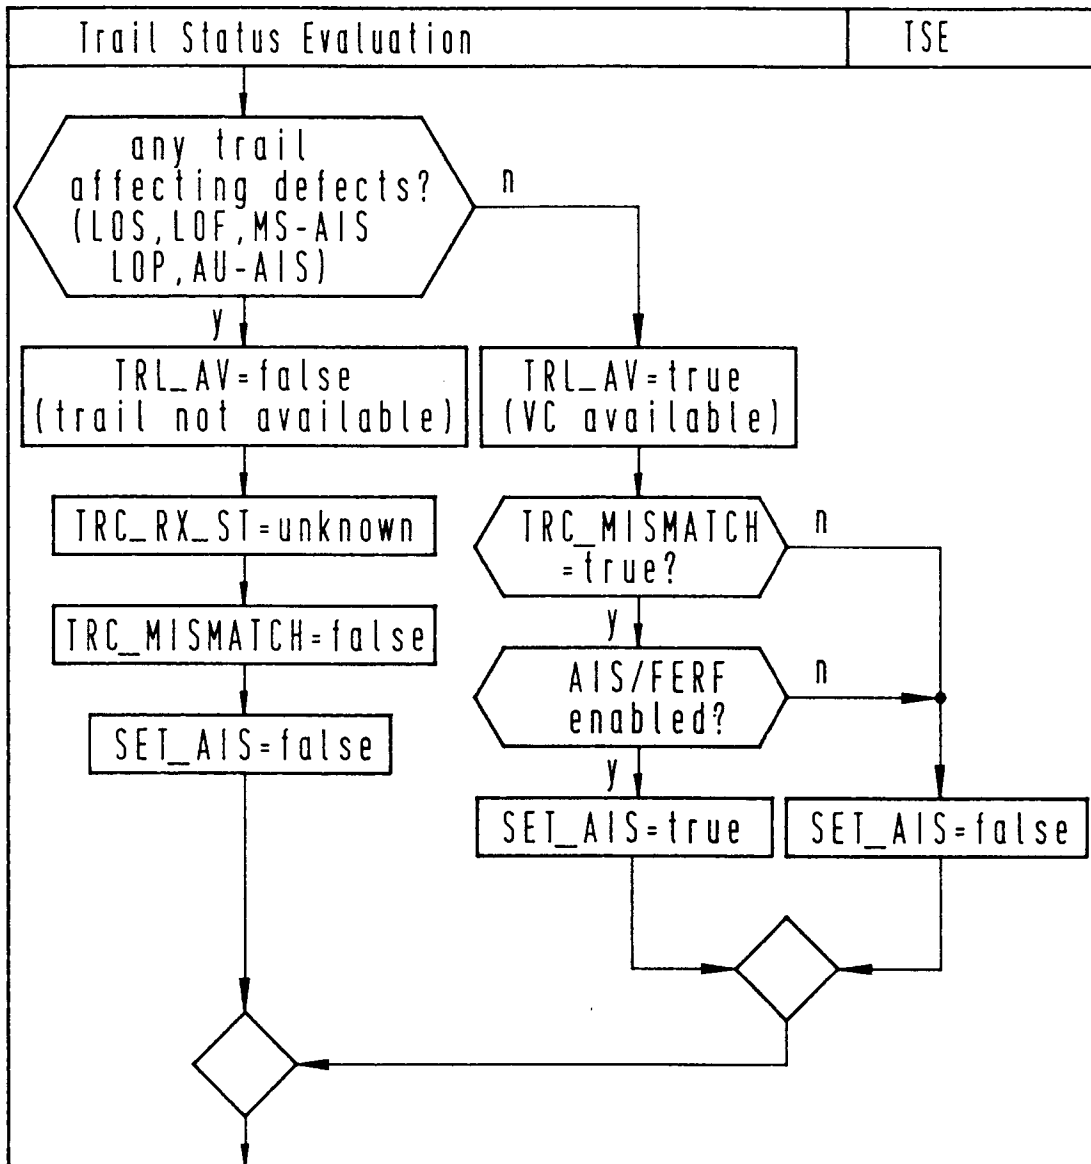 Trail Status Evaluation
TSE
any trail
affecting defects?
(LOS,LOF,MS-AIS
LOP,AU-AIS)
n
y
TRL_AV=false
(trail not available)
TRL_AV=true
(VC available)
TRC_RX_ST=unknown
TRC_MISMATCH
=true?
n
y
TRC_MISMATCH=false
AIS/FERF
enabled?
n
y
SET_AIS=false
SET_AIS=true
SET_AIS=false